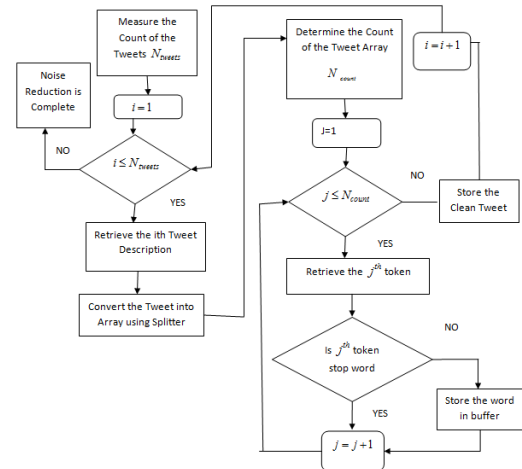 Measure the
Count of the
Tweets N_tweets
i = 1
i ≤ N_tweets
NO
Noise
Reduction is
Complete
YES
Retrieve the ith Tweet
Description
Convert the Tweet into
Array using Splitter
Determine the Count
of the Tweet Array
N_count
J=1
j ≤ N_count
NO
Store the
Clean Tweet
i = i + 1
YES
Retrieve the j^th token
Is j^th token
stop word
NO
Store the word
in buffer
YES
j = j + 1